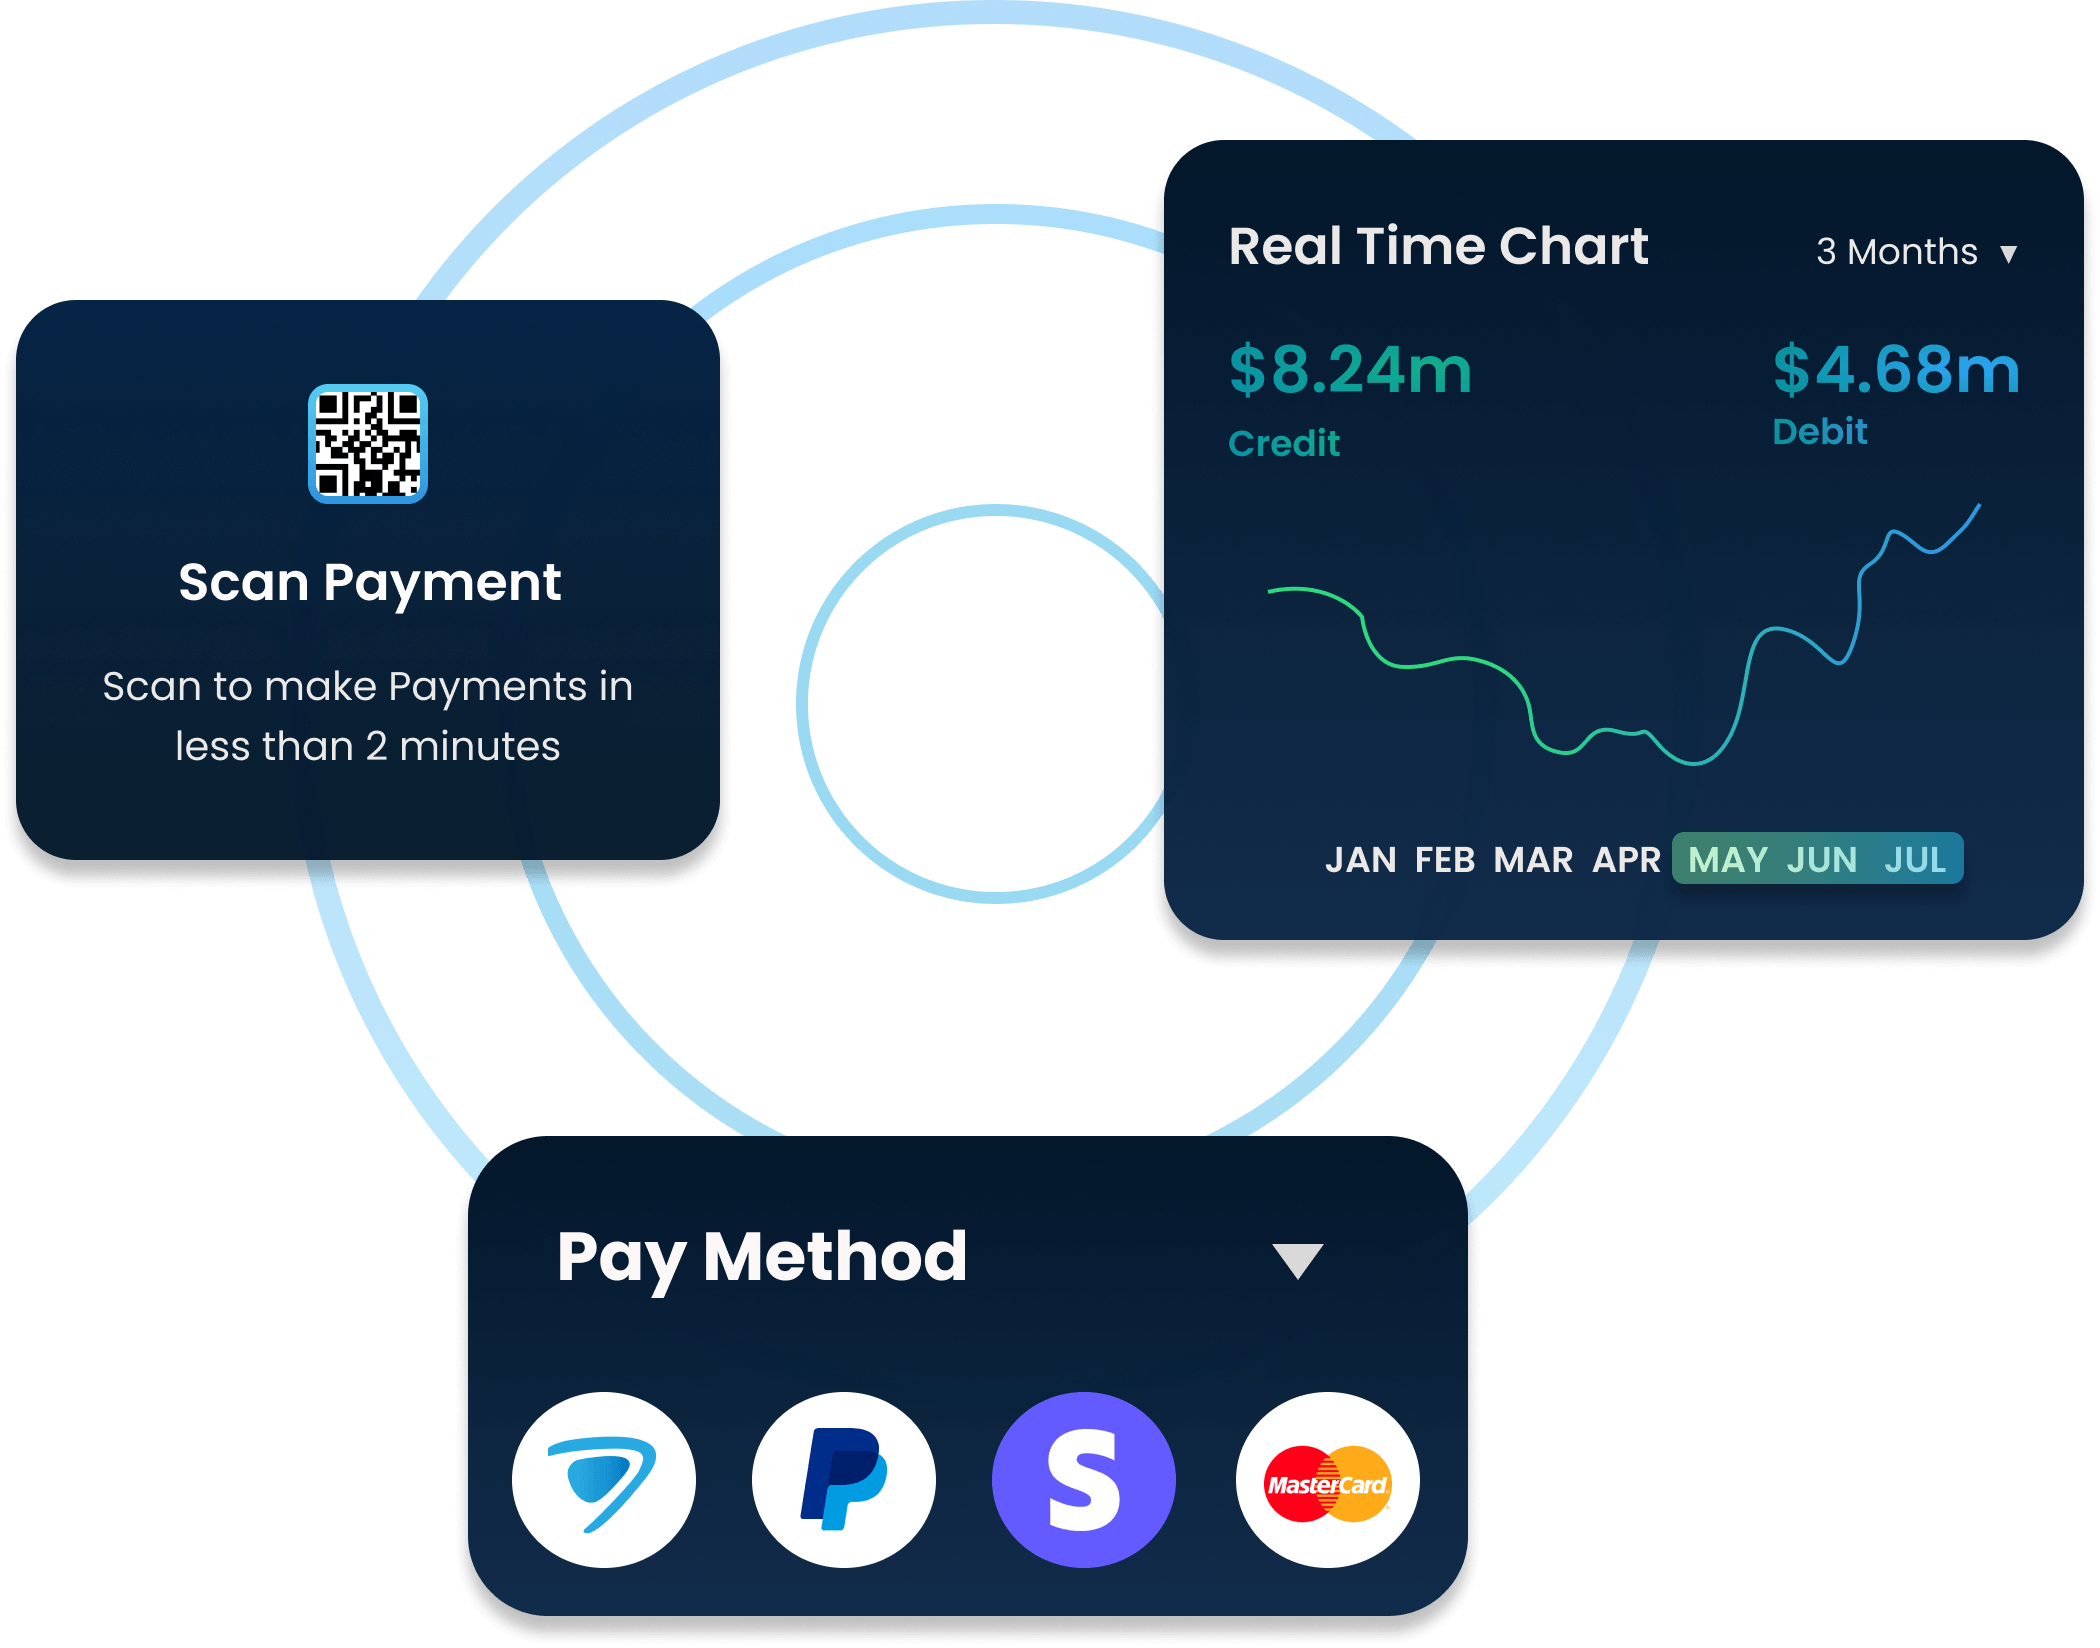 Real Time Chart
3 Months
$8.24m
$4.68m
Credit
Debit
JAN FEB MAR APR MAY JUN JUL
Scan Payment
Scan to make Payments in
less than 2 minutes
Pay Method
MasterCard